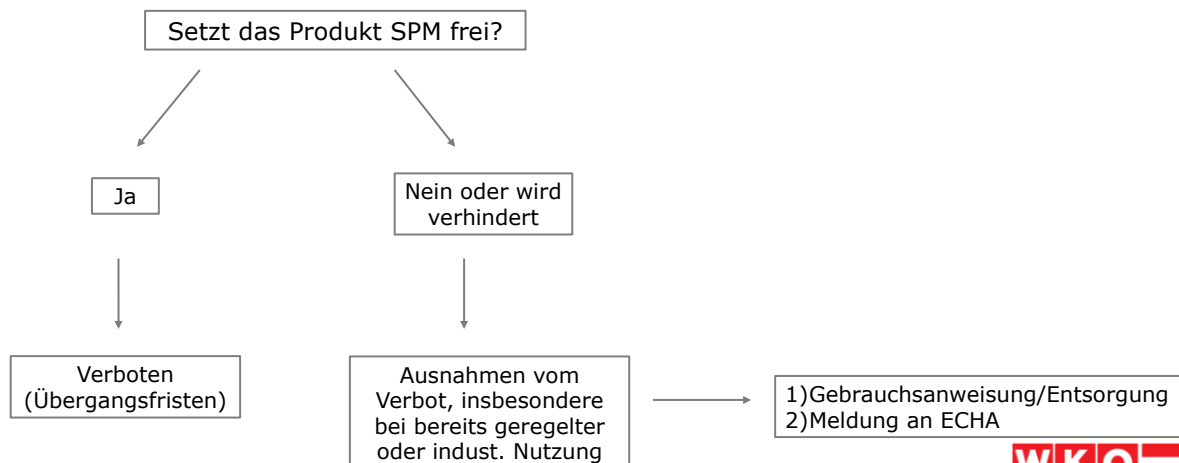 Setzt das Produkt SPM frei?
Ja
Nein oder wird
verhindert
Verboten
(Übergangsfristen)
Ausnahmen vom
Verbot, insbesondere
bei bereits geregelter
oder indust. Nutzung
1)Gebrauchsanweisung/Entsorgung
2)Meldung an ECHA
WKO